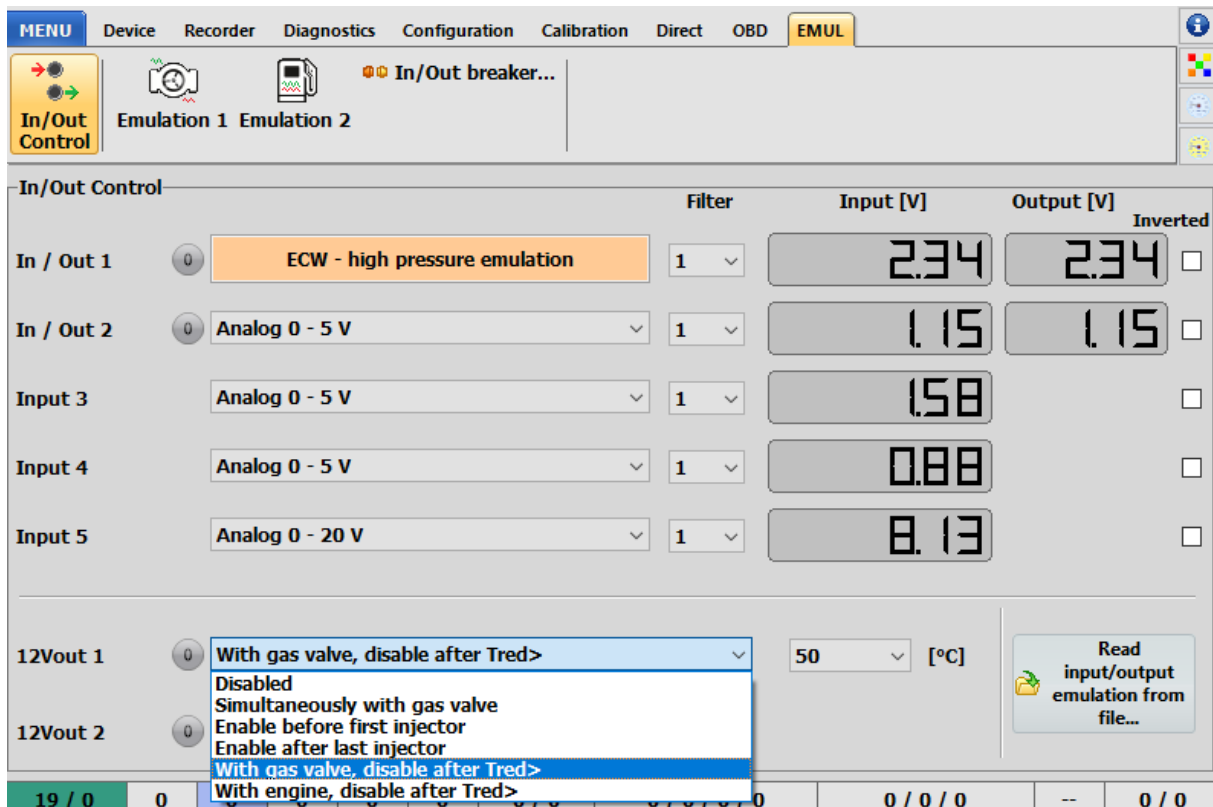 MENU Device Recorder Diagnostics Configuration Calibration Direct OBD EMUL
In/Out Control
Emulation 1
Emulation 2
In/Out breaker...
In/Out Control
Filter Input [V] Output [V]
Inverted
In / Out 1 0 ECW - high pressure emulation 1 2.34 2.34
In / Out 2 0 Analog 0 - 5 V 1 1.15 1.15
Input 3 Analog 0 - 5 V 1 1.58
Input 4 Analog 0 - 5 V 1 0.88
Input 5 Analog 0 - 20 V 1 8.13
12Vout 1 0 With gas valve, disable after Tred> 50 [°C]
Disabled
Simultaneously with gas valve
Enable before first injector
Enable after last injector
With gas valve, disable after Tred>
With engine, disable after Tred>
12Vout 2 0
Read
input/output
emulation from
file...
19 / 0 0 0 / 0 / 0 -- 0 / 0